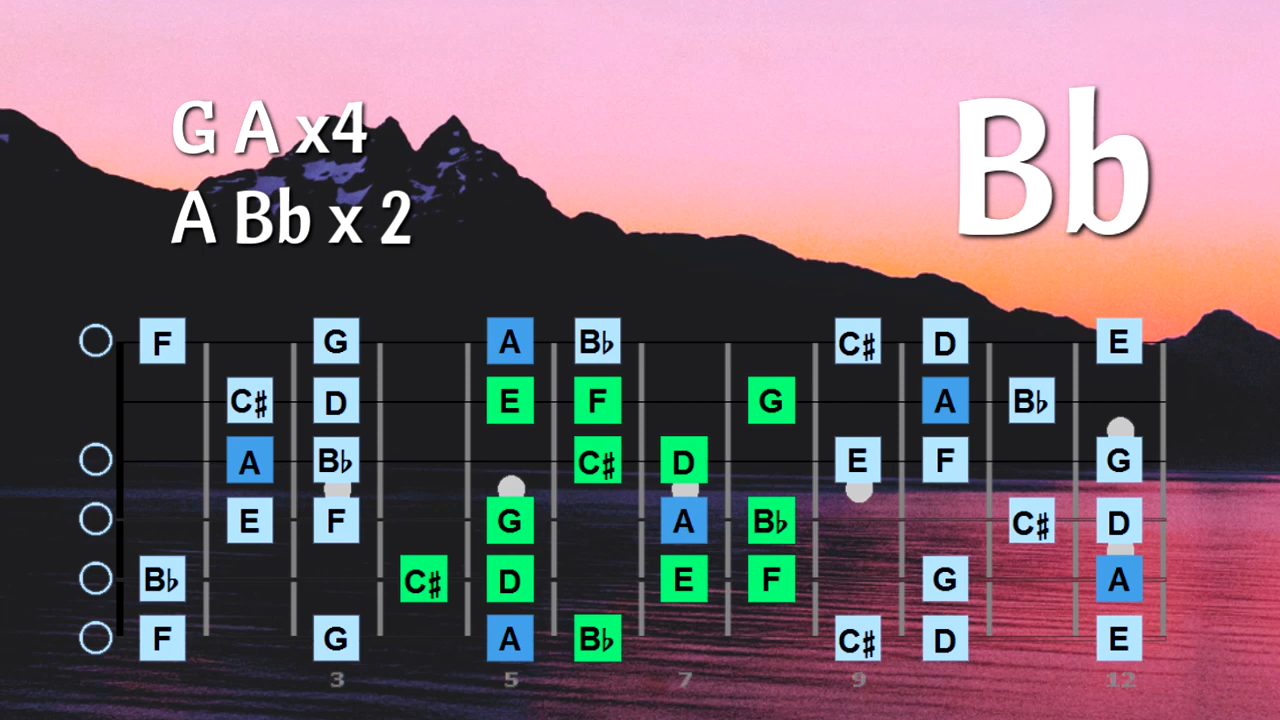 G A x4
A Bb x 2
Bb
F G A B♭ C♯ D E
C♯ D E F G A B♭
A B♭ C♯ D E F G
E F G A B♭ C♯ D
B♭ C♯ D E F G A
F G A B♭ C♯ D E
3 5 7 9 12